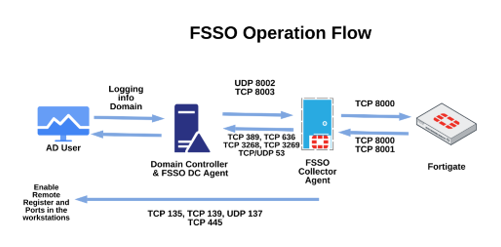 FSSO Operation Flow
Logging
info
Domain
UDP 8002
TCP 8003
TCP 8000
TCP 389, TCP 636
TCP 3268, TCP 3269
TCP/UDP 53
TCP 8000
TCP 8001
AD User
Domain Controller
& FSSO DC Agent
FSSO
Collector
Agent
Fortigate
Enable
Remote
Register and
Ports in the
workstations
TCP 135, TCP 139, UDP 137
TCP 445